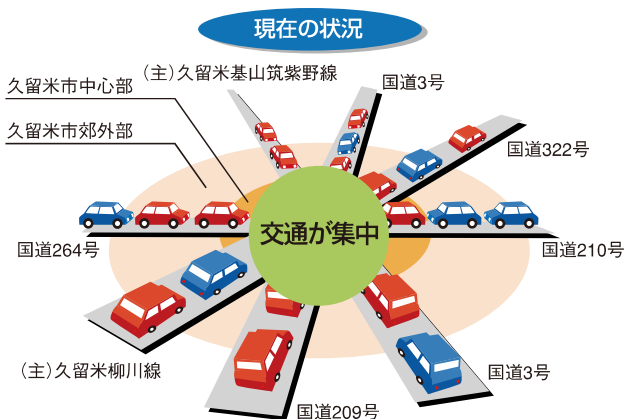 現在の状況
(主)久留米基山筑紫野線
国道3号
久留米市中心部
久留米市郊外部
国道322号
交通が集中
国道264号
国道210号
(主)久留米柳川線
国道3号
国道209号